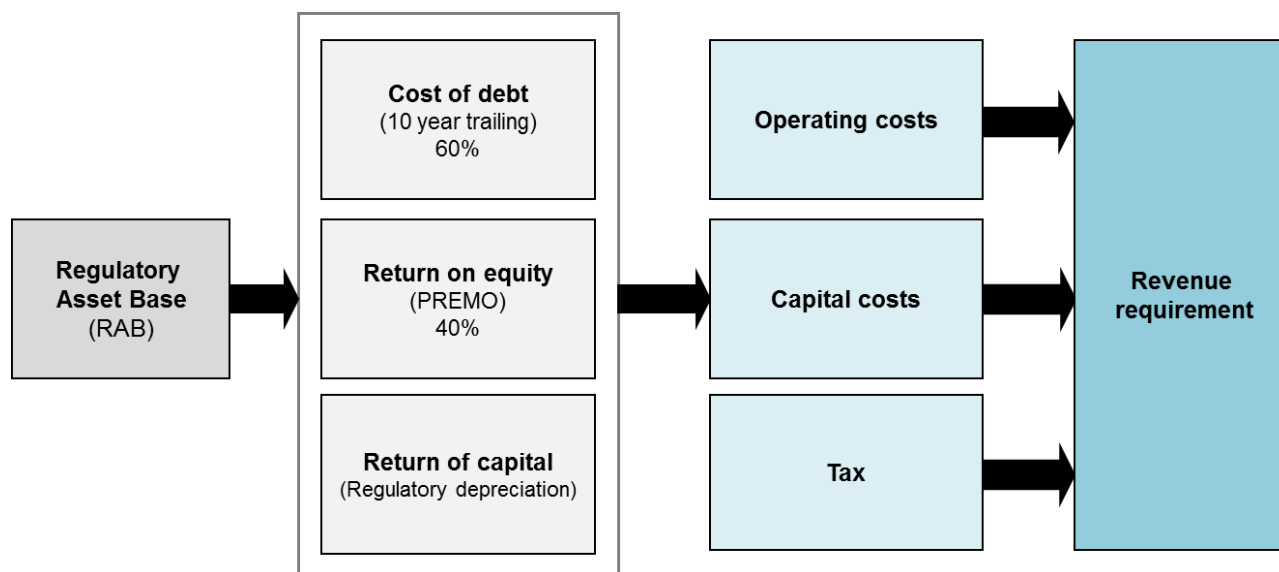 Regulatory
Asset Base
(RAB)
Cost of debt
(10 year trailing)
60%
Return on equity
(PREMO)
40%
Return of capital
(Regulatory depreciation)
Operating costs
Capital costs
Tax
Revenue
requirement